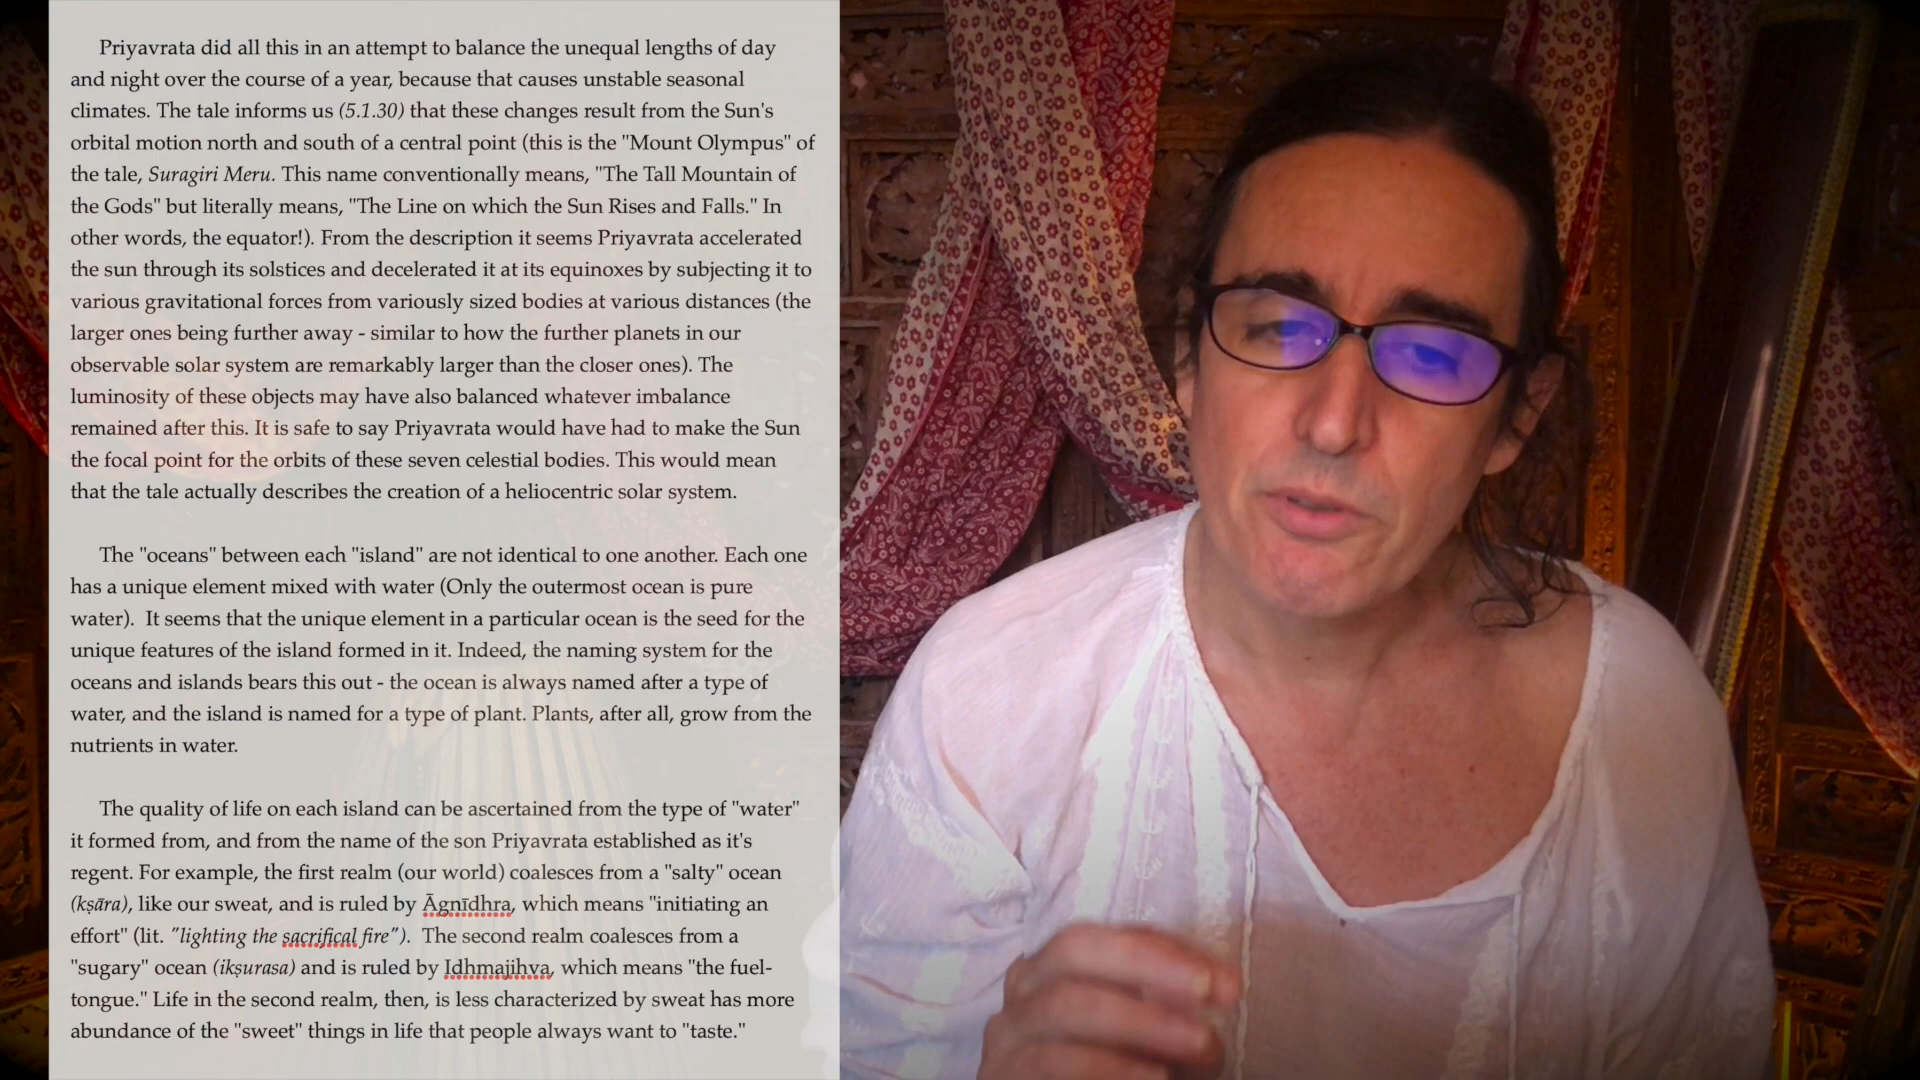 Priyavrata did all this in an attempt to balance the unequal lengths of day
and night over the course of a year, because that causes unstable seasonal
climates. The tale informs us (5.1.30) that these changes result from the Sun's
orbital motion north and south of a central point (this is the "Mount Olympus" of
the tale, Suragiri Meru. This name conventionally means, "The Tall Mountain of
the Gods" but literally means, "The Line on which the Sun Rises and Falls." In
other words, the equator!). From the description it seems Priyavrata accelerated
the sun through its solstices and decelerated it at its equinoxes by subjecting it to
various gravitational forces from variously sized bodies at various distances (the
larger ones being further away - similar to how the further planets in our
observable solar system are remarkably larger than the closer ones). The
luminosity of these objects may have also balanced whatever imbalance
remained after this. It is safe to say Priyavrata would have had to make the Sun
the focal point for the orbits of these seven celestial bodies. This would mean
that the tale actually describes the creation of a heliocentric solar system.
The "oceans" between each "island" are not identical to one another. Each one
has a unique element mixed with water (Only the outermost ocean is pure
water).  It seems that the unique element in a particular ocean is the seed for the
unique features of the island formed in it. Indeed, the naming system for the
oceans and islands bears this out - the ocean is always named after a type of
water, and the island is named for a type of plant. Plants, after all, grow from the
nutrients in water.
The quality of life on each island can be ascertained from the type of "water"
it formed from, and from the name of the son Priyavrata established as it's
regent. For example, the first realm (our world) coalesces from a "salty" ocean
(kṣāra), like our sweat, and is ruled by Āgnīdhra, which means "initiating an
effort" (lit. "lighting the sacrifical fire").  The second realm coalesces from a
"sugary" ocean (ikṣurasa) and is ruled by Idhmajihva, which means "the fuel-
tongue." Life in the second realm, then, is less characterized by sweat has more
abundance of the "sweet" things in life that people always want to "taste."